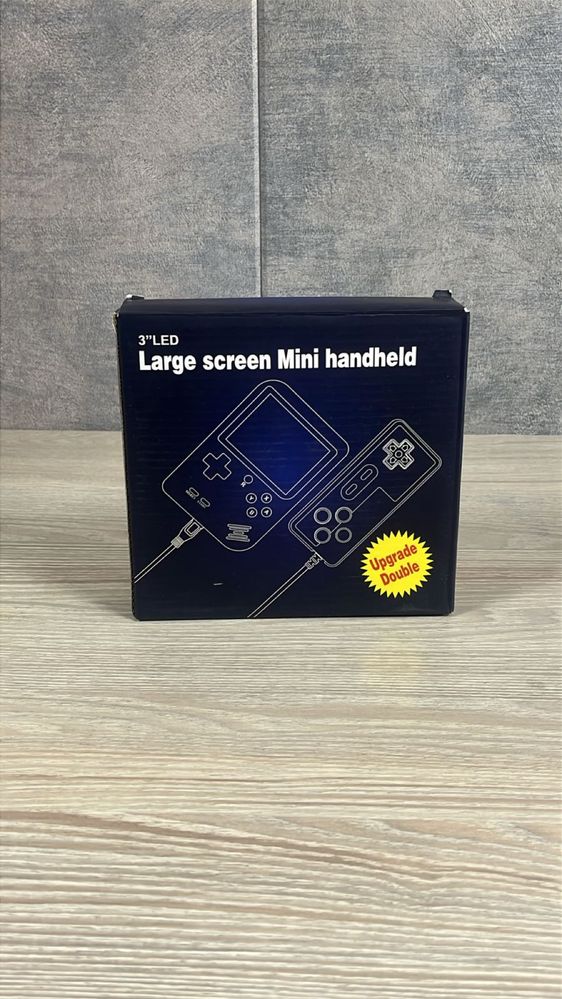 3”LED
Large screen Mini handheld
Upgrade
Double